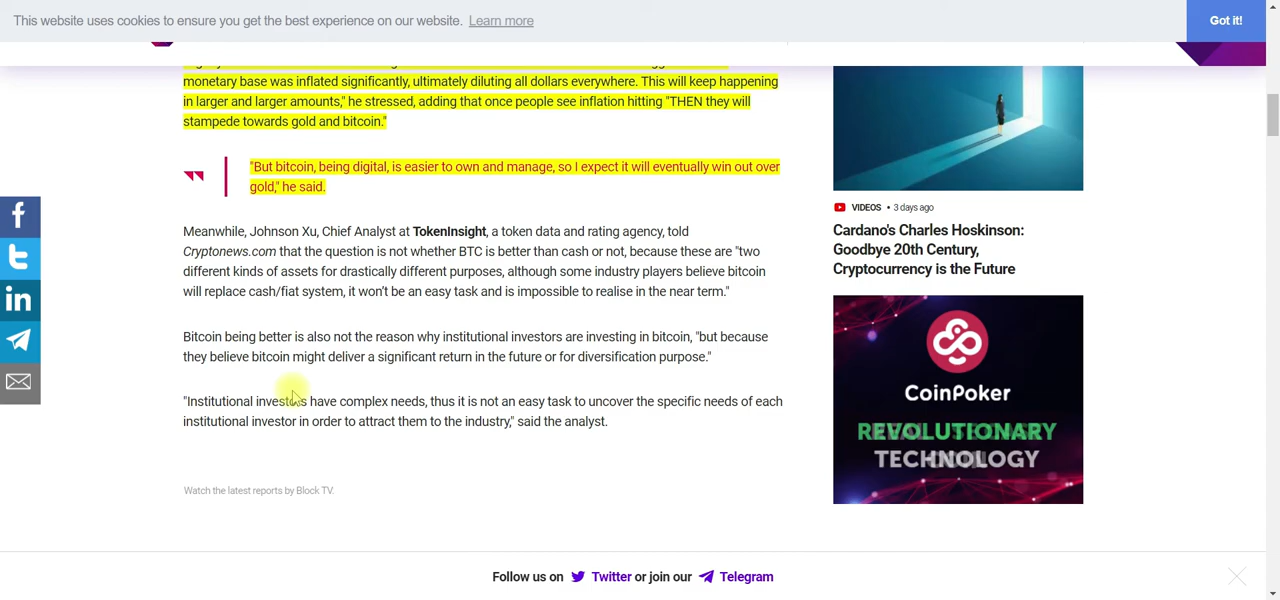 This website uses cookies to ensure you get the best experience on our website. Learn more
Got it!
monetary base was inflated significantly, ultimately diluting all dollars everywhere. This will keep happening
in larger and larger amounts," he stressed, adding that once people see inflation hitting "THEN they will
stampede towards gold and bitcoin."
"But bitcoin, being digital, is easier to own and manage, so I expect it will eventually win out over
gold," he said.
Meanwhile, Johnson Xu, Chief Analyst at TokenInsight, a token data and rating agency, told
Cryptonews.com that the question is not whether BTC is better than cash or not, because these are "two
different kinds of assets for drastically different purposes, although some industry players believe bitcoin
will replace cash/fiat system, it won't be an easy task and is impossible to realise in the near term."
Bitcoin being better is also not the reason why institutional investors are investing in bitcoin, "but because
they believe bitcoin might deliver a significant return in the future or for diversification purpose."
"Institutional investors have complex needs, thus it is not an easy task to uncover the specific needs of each
institutional investor in order to attract them to the industry," said the analyst.
Watch the latest reports by Block TV.
VIDEOS • 3 days ago
Cardano's Charles Hoskinson:
Goodbye 20th Century,
Cryptocurrency is the Future
CoinPoker
REVOLUTIONARY
TECHNOLOGY
Follow us on Twitter or join our Telegram